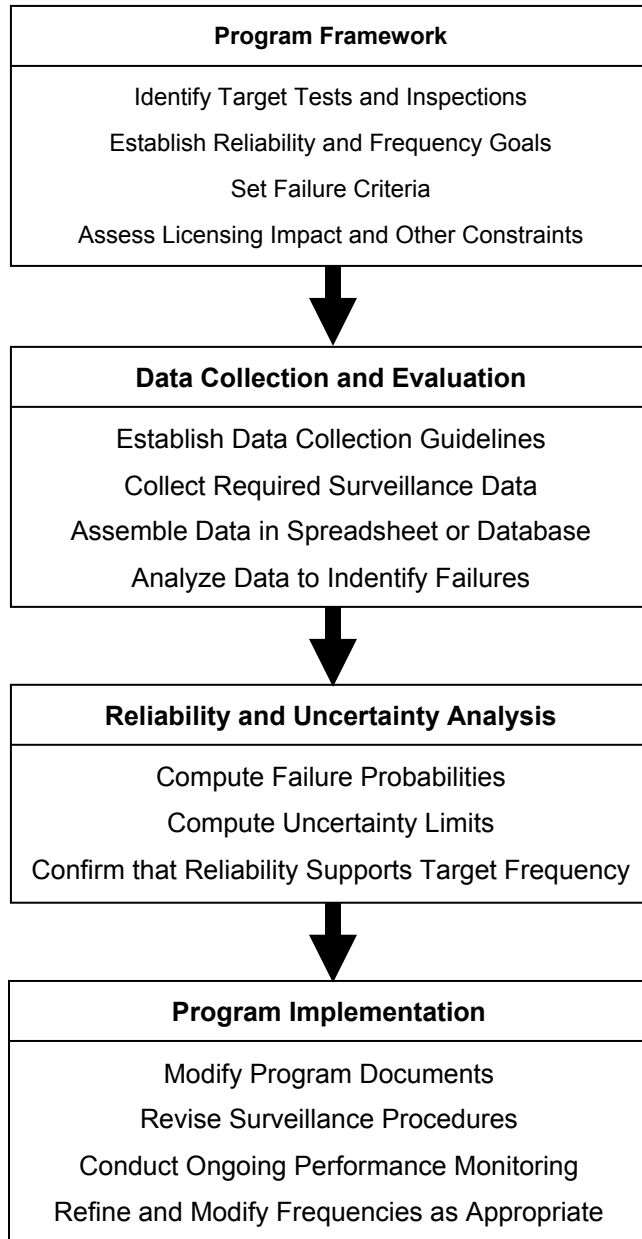 Program Framework
Identify Target Tests and Inspections
Establish Reliability and Frequency Goals
Set Failure Criteria
Assess Licensing Impact and Other Constraints
Data Collection and Evaluation
Establish Data Collection Guidelines
Collect Required Surveillance Data
Assemble Data in Spreadsheet or Database
Analyze Data to Indentify Failures
Reliability and Uncertainty Analysis
Compute Failure Probabilities
Compute Uncertainty Limits
Confirm that Reliability Supports Target Frequency
Program Implementation
Modify Program Documents
Revise Surveillance Procedures
Conduct Ongoing Performance Monitoring
Refine and Modify Frequencies as Appropriate